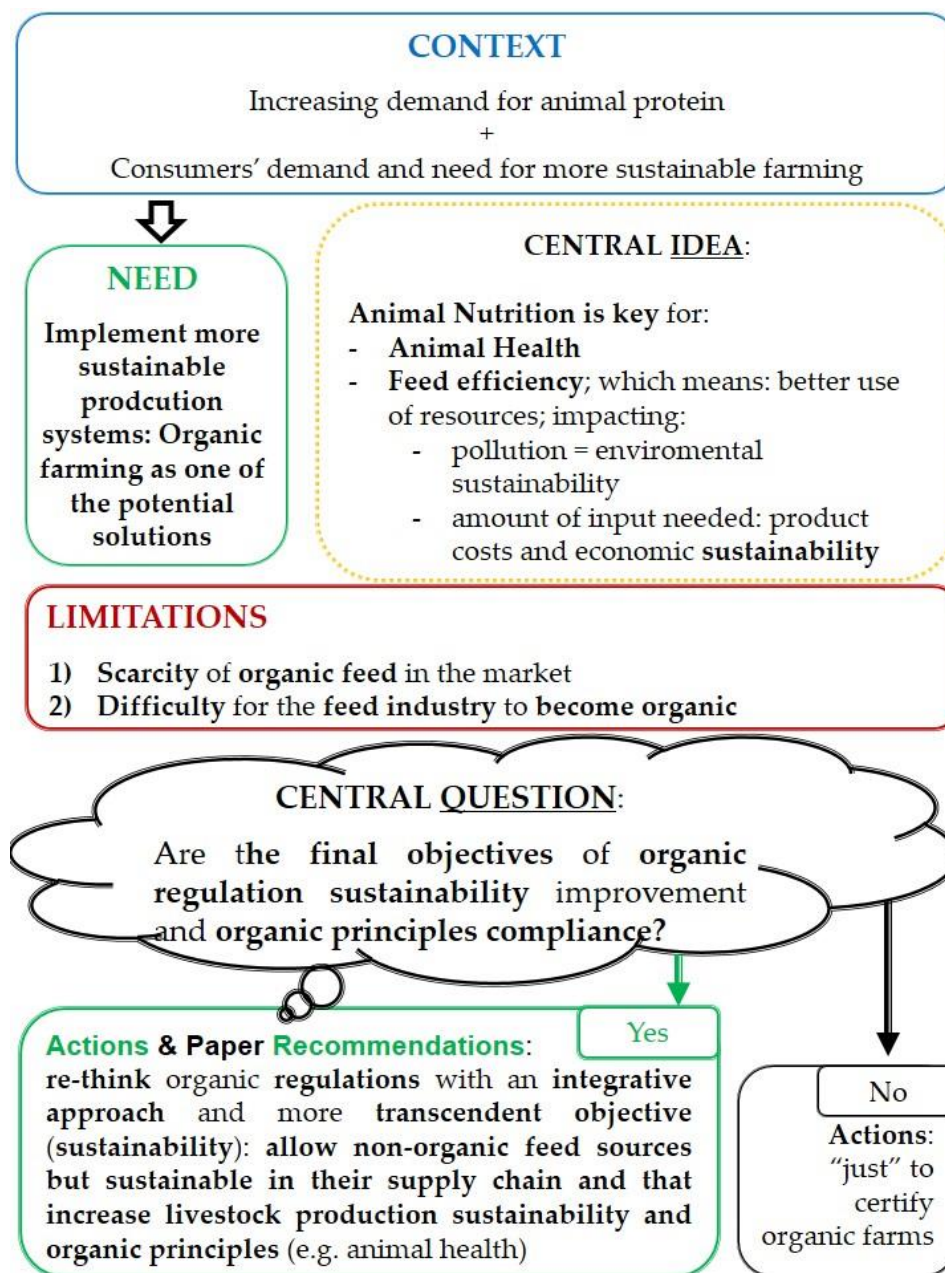 CONTEXT
Increasing demand for animal protein
+
Consumers' demand and need for more sustainable farming
NEED
Implement more
sustainable
prodcution
systems: Organic
farming as one of
the potential
solutions
CENTRAL IDEA:
Animal Nutrition is key for:
- Animal Health
- Feed efficiency; which means: better use
of resources; impacting:
- pollution = enviromental
sustainability
- amount of input needed: product
costs and economic sustainability
LIMITATIONS
1) Scarcity of organic feed in the market
2) Difficulty for the feed industry to become organic
CENTRAL QUESTION:
Are the final objectives of organic
regulation sustainability improvement
and organic principles compliance?
Yes
Actions & Paper Recommendations:
re-think organic regulations with an integrative
approach and more transcendent objective
(sustainability): allow non-organic feed sources
but sustainable in their supply chain and that
increase livestock production sustainability and
organic principles (e.g. animal health)
No
Actions:
"just" to
certify
organic farms